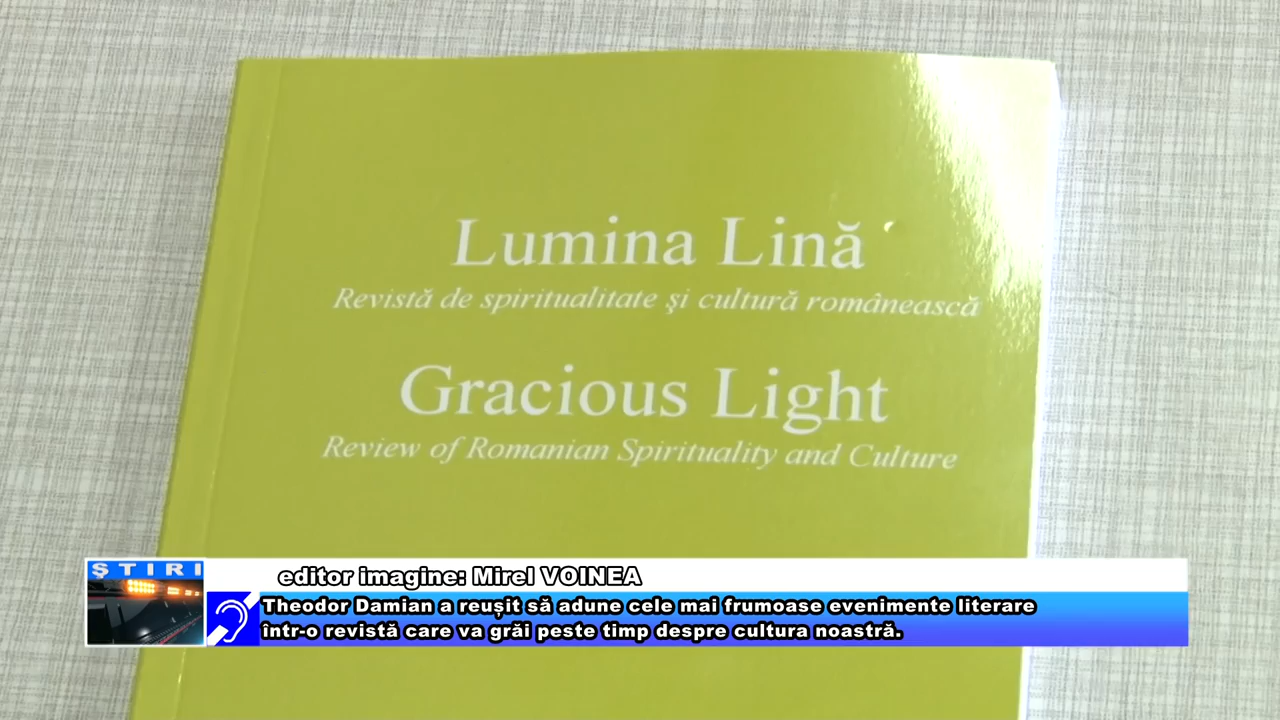 Lumina Lină
Revistă de spiritualitate şi cultură românească
Gracious Light
Review of Romanian Spirituality and Culture
ŞTIRI
editor imagine: Mirel VOINEA
Theodor Damian a reușit să adune cele mai frumoase evenimente literare
într-o revistă care va grăi peste timp despre cultura noastră.